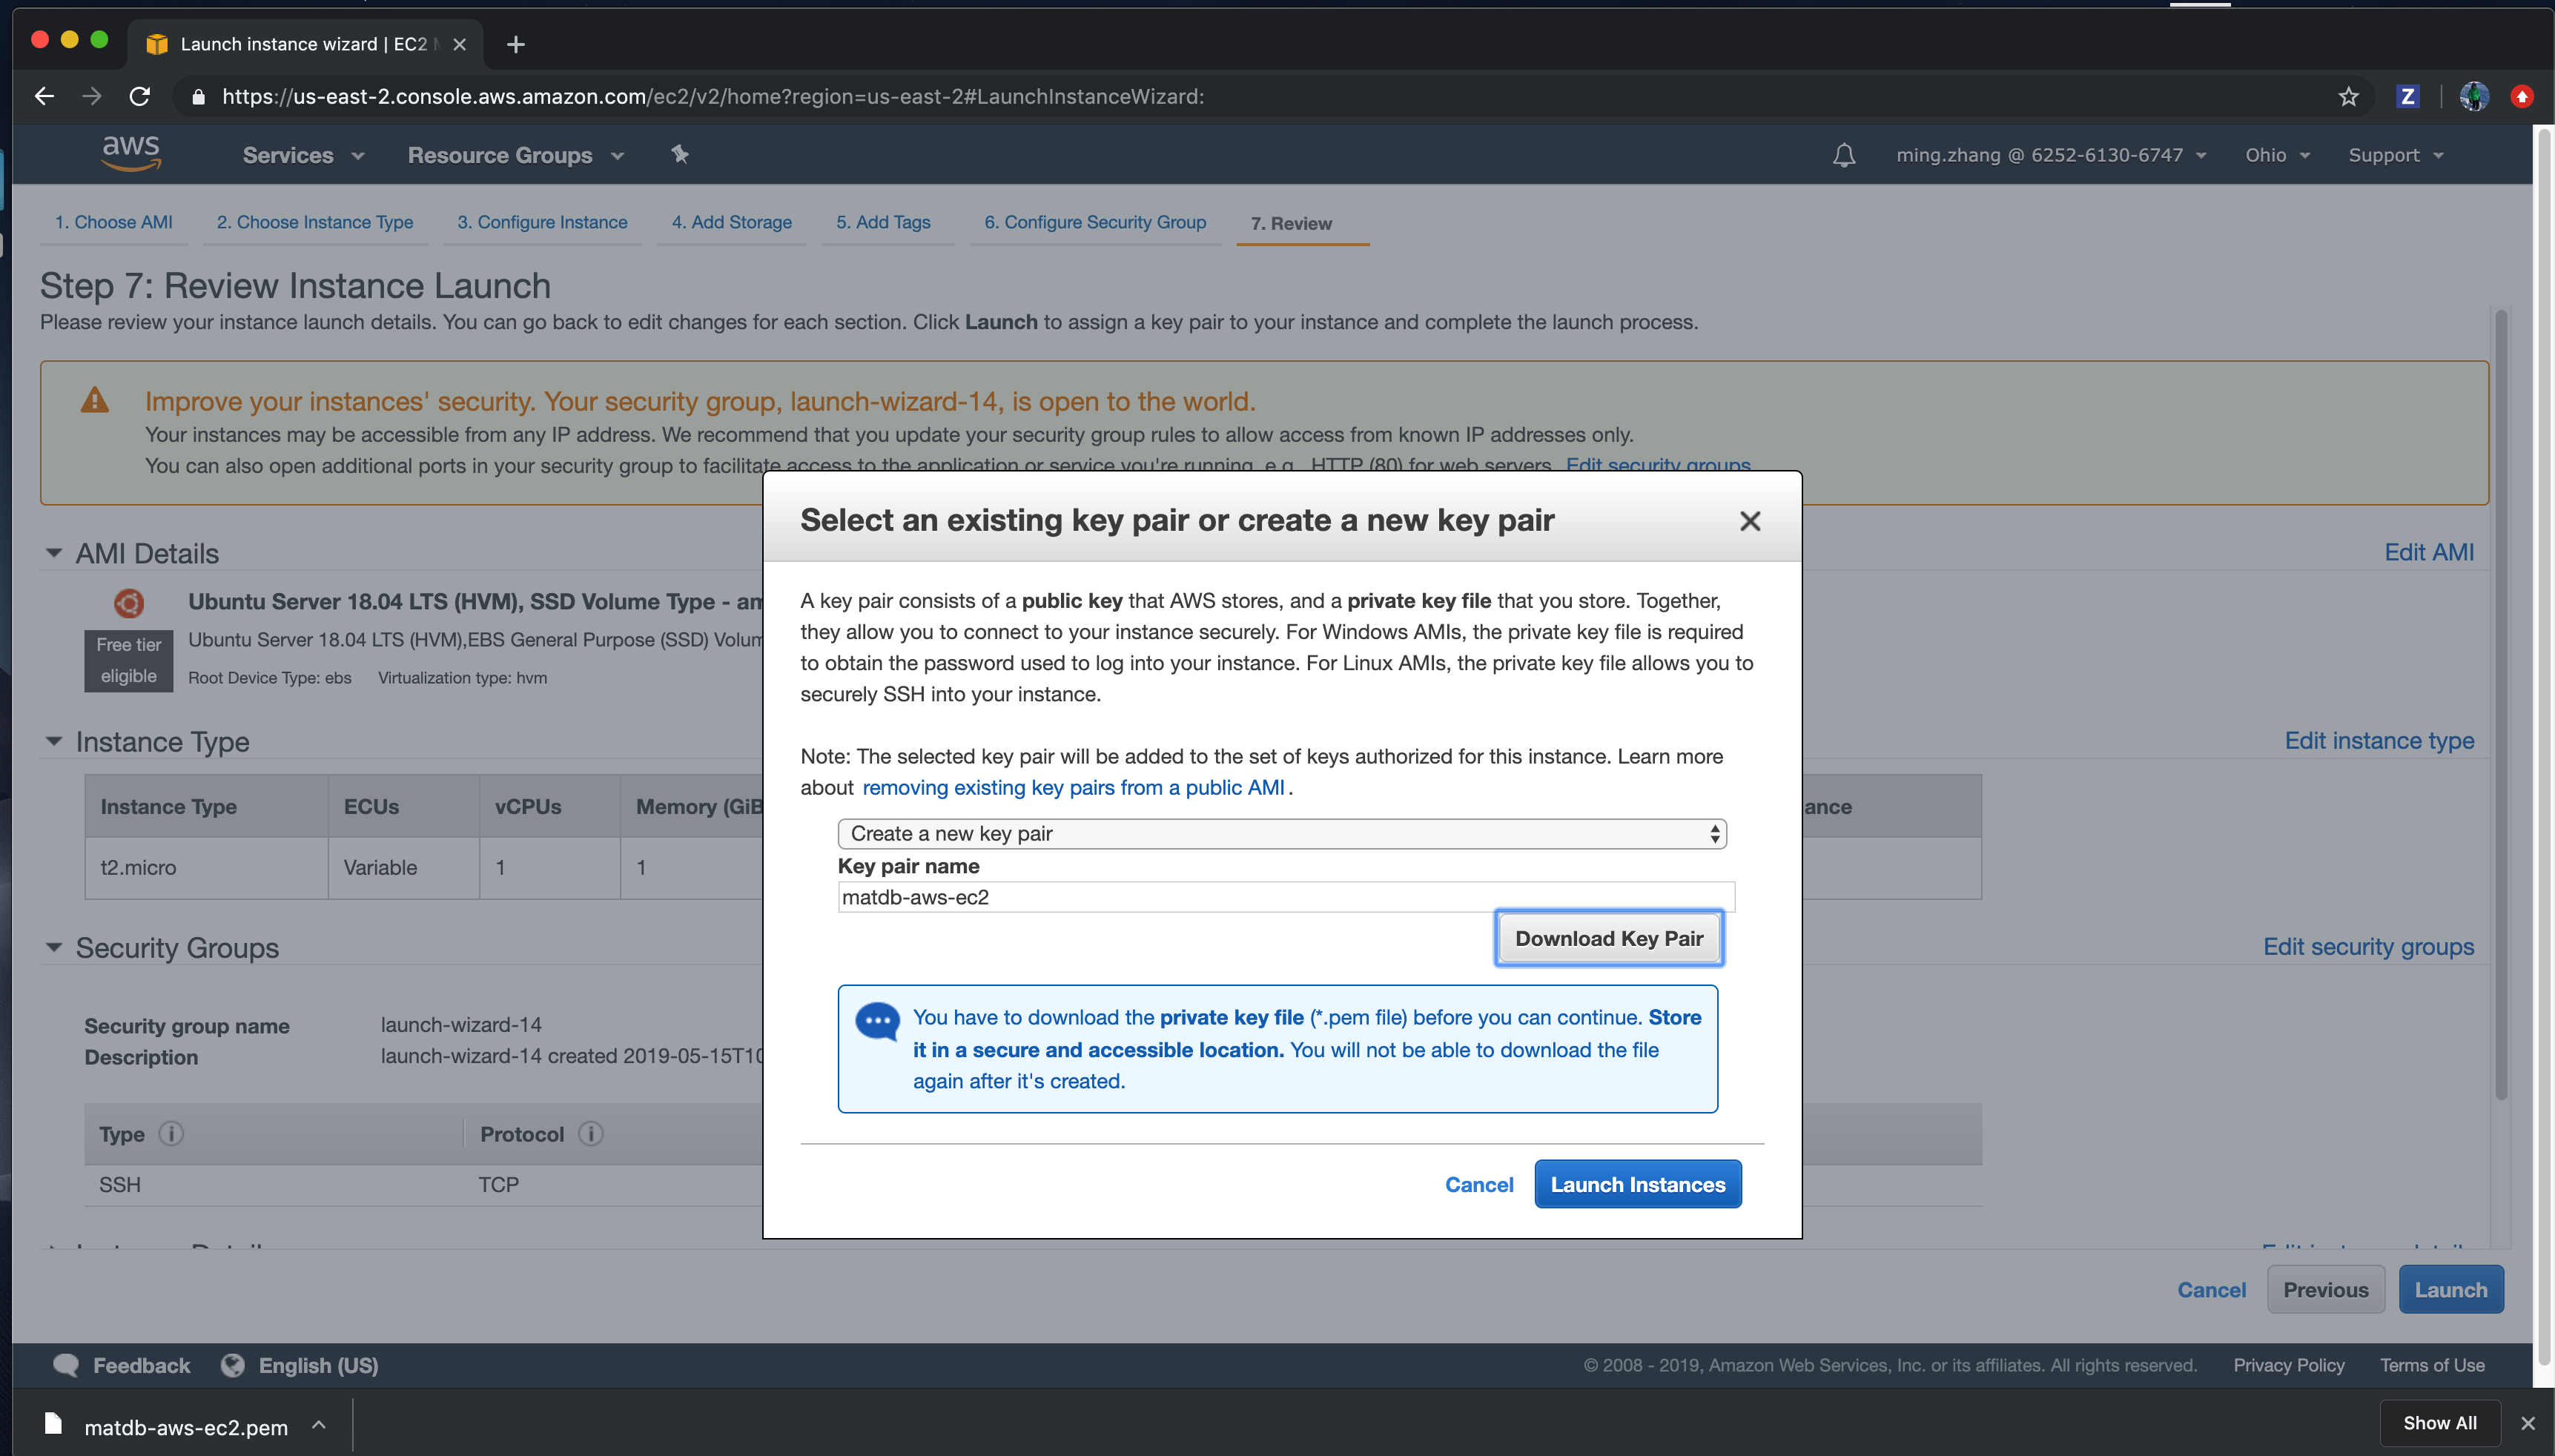 Launch instance wizard | EC2
https://us-east-2.console.aws.amazon.com/ec2/v2/home?region=us-east-2#LaunchInstanceWizard:
Z
aws Services Resource Groups ming.zhang @ 6252-6130-6747 Ohio Support
1. Choose AMI 2. Choose Instance Type 3. Configure Instance 4. Add Storage 5. Add Tags 6. Configure Security Group 7. Review
Step 7: Review Instance Launch
Please review your instance launch details. You can go back to edit changes for each section. Click Launch to assign a key pair to your instance and complete the launch process.
Improve your instances' security. Your security group, launch-wizard-14, is open to the world.
Your instances may be accessible from any IP address. We recommend that you update your security group rules to allow access from known IP addresses only.
You can also open additional ports in your security group to facilitate access to the application or service you're running, e.g., HTTP (80) for web servers. Edit security groups
AMI Details Edit AMI
Ubuntu Server 18.04 LTS (HVM), SSD Volume Type -
Free tier eligible
Ubuntu Server 18.04 LTS (HVM),EBS General Purpose (SSD)
Root Device Type: ebs Virtualization type: hvm
Instance Type Edit instance type
Instance Type ECUs vCPUs Memory (GiB
t2.micro Variable 1 1
Security Groups Edit security groups
Security group name launch-wizard-14
Description launch-wizard-14 created 2019-05-15T10
Type Protocol
SSH TCP
Select an existing key pair or create a new key pair
A key pair consists of a public key that AWS stores, and a private key file that you store. Together,
they allow you to connect to your instance securely. For Windows AMIs, the private key file is required
to obtain the password used to log into your instance. For Linux AMIs, the private key file allows you to
securely SSH into your instance.
Note: The selected key pair will be added to the set of keys authorized for this instance. Learn more
about removing existing key pairs from a public AMI .
Create a new key pair
Key pair name
matdb-aws-ec2
Download Key Pair
You have to download the private key file (*.pem file) before you can continue. Store
it in a secure and accessible location. You will not be able to download the file
again after it's created.
Cancel Launch Instances
Cancel Previous Launch
Feedback English (US) © 2008 - 2019, Amazon Web Services, Inc. or its affiliates. All rights reserved. Privacy Policy Terms of Use
matdb-aws-ec2.pem Show All